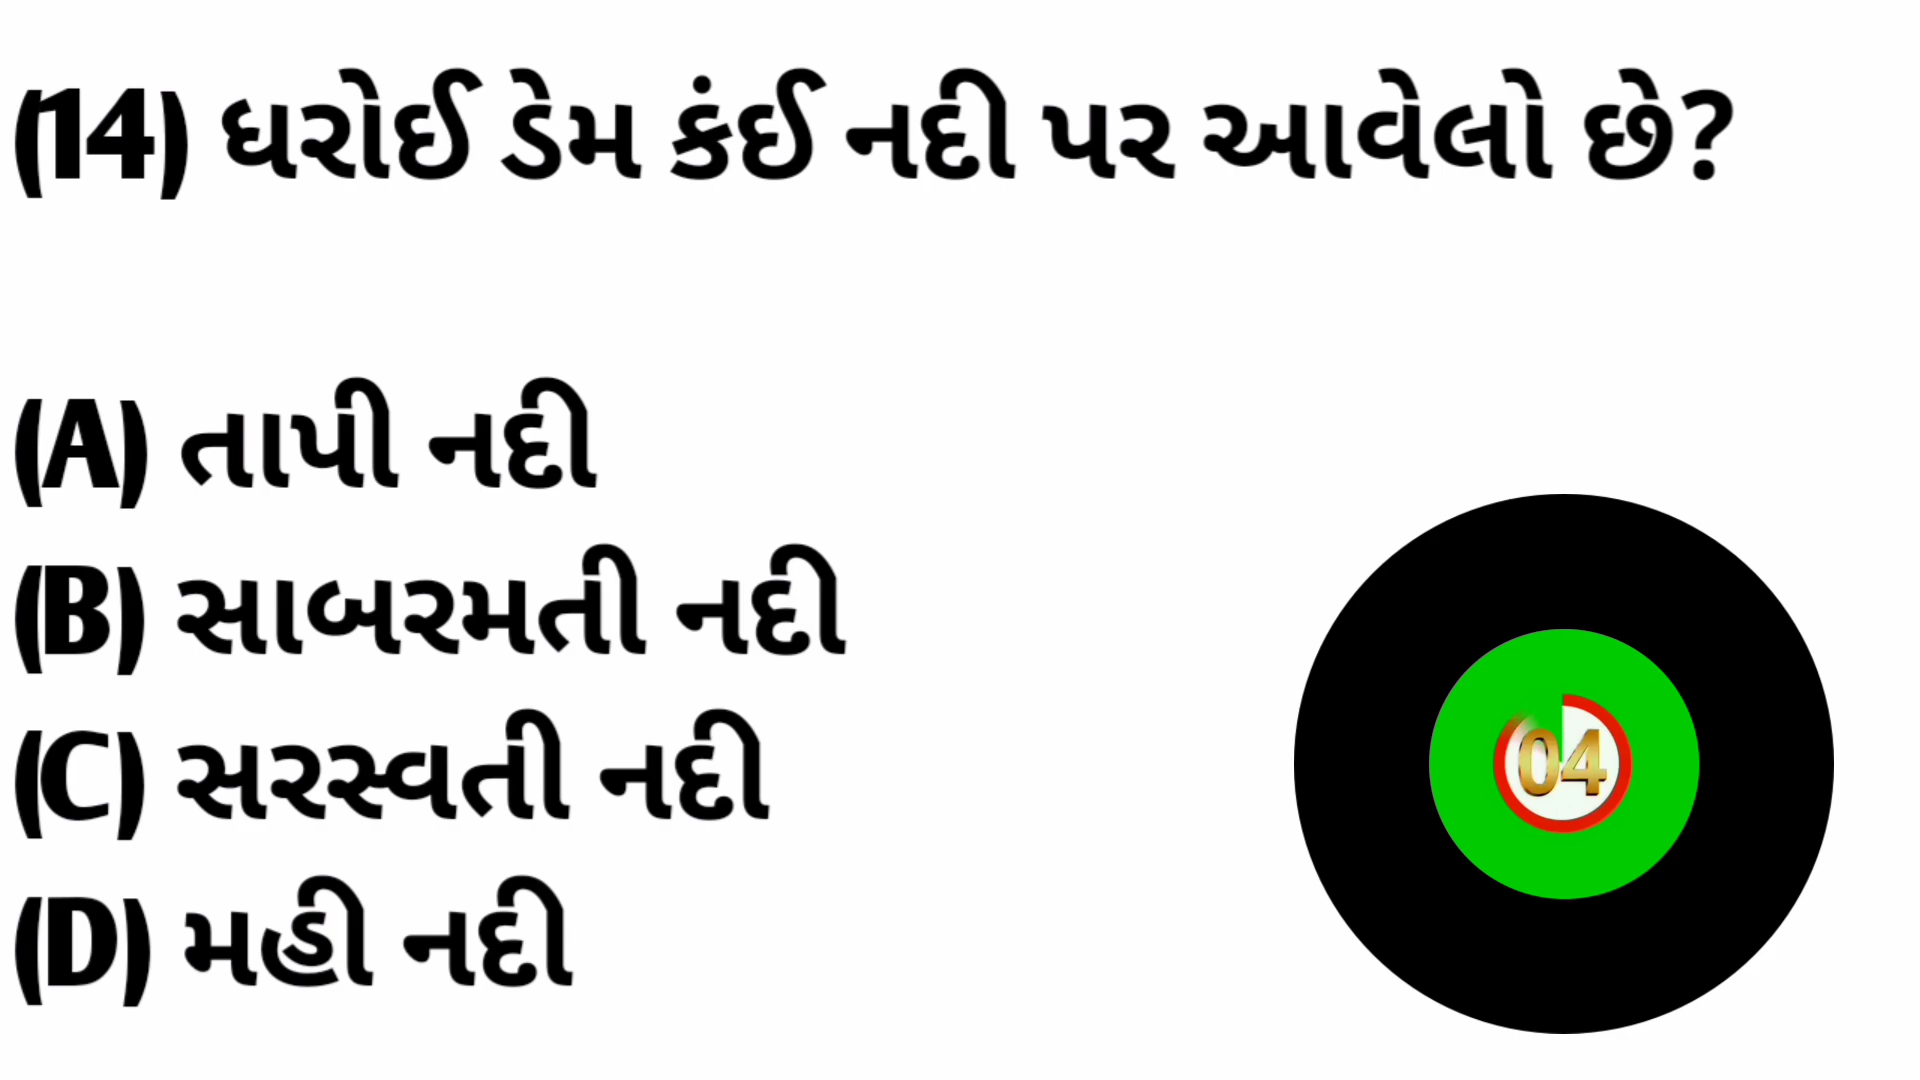 (14) ધરોઈ ડેમ કંઈ નદી પર આવેલો છે?
(A) તાપી નદી
(B) સાબરમતી નદી
(C) સરસ્વતી નદી
(D) મહી નદી
04